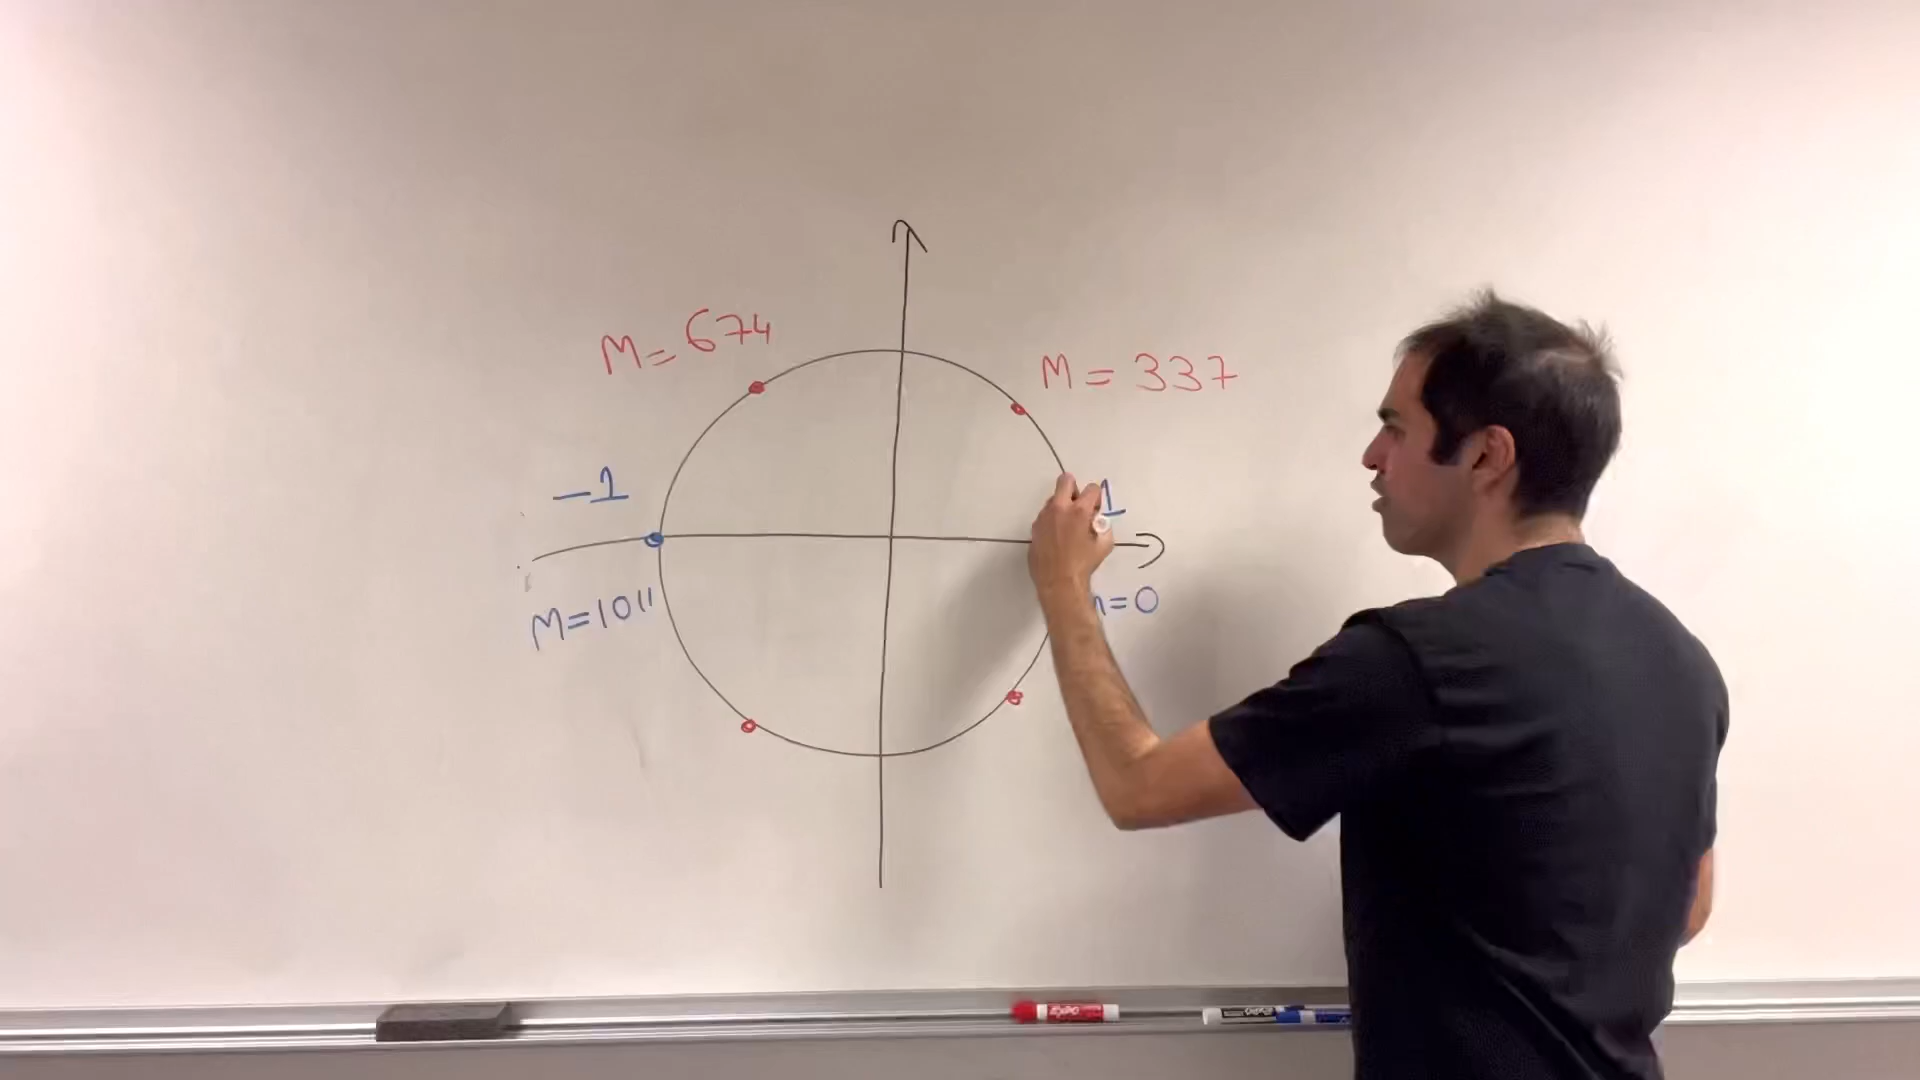 M = 674
M = 337
-1
1
M=1011
=0
EXPO